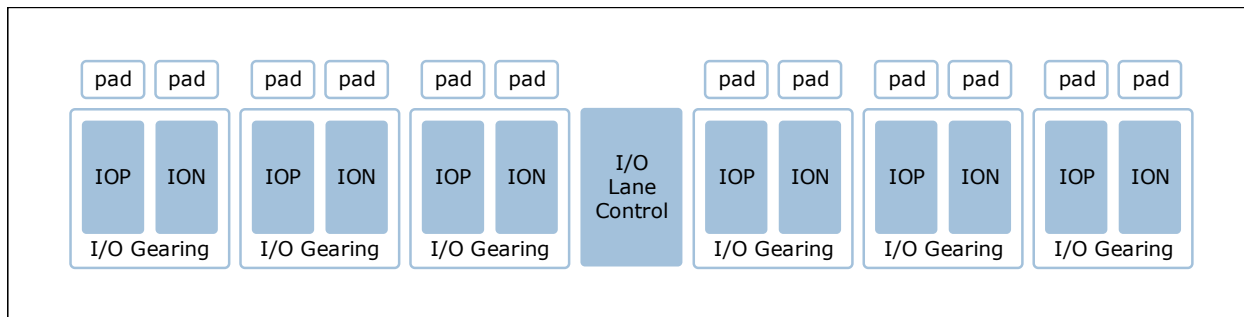 pad pad pad pad pad pad pad pad pad pad pad pad
IOP ION IOP ION IOP ION I/O Lane Control IOP ION IOP ION IOP ION
I/O Gearing I/O Gearing I/O Gearing I/O Gearing I/O Gearing I/O Gearing